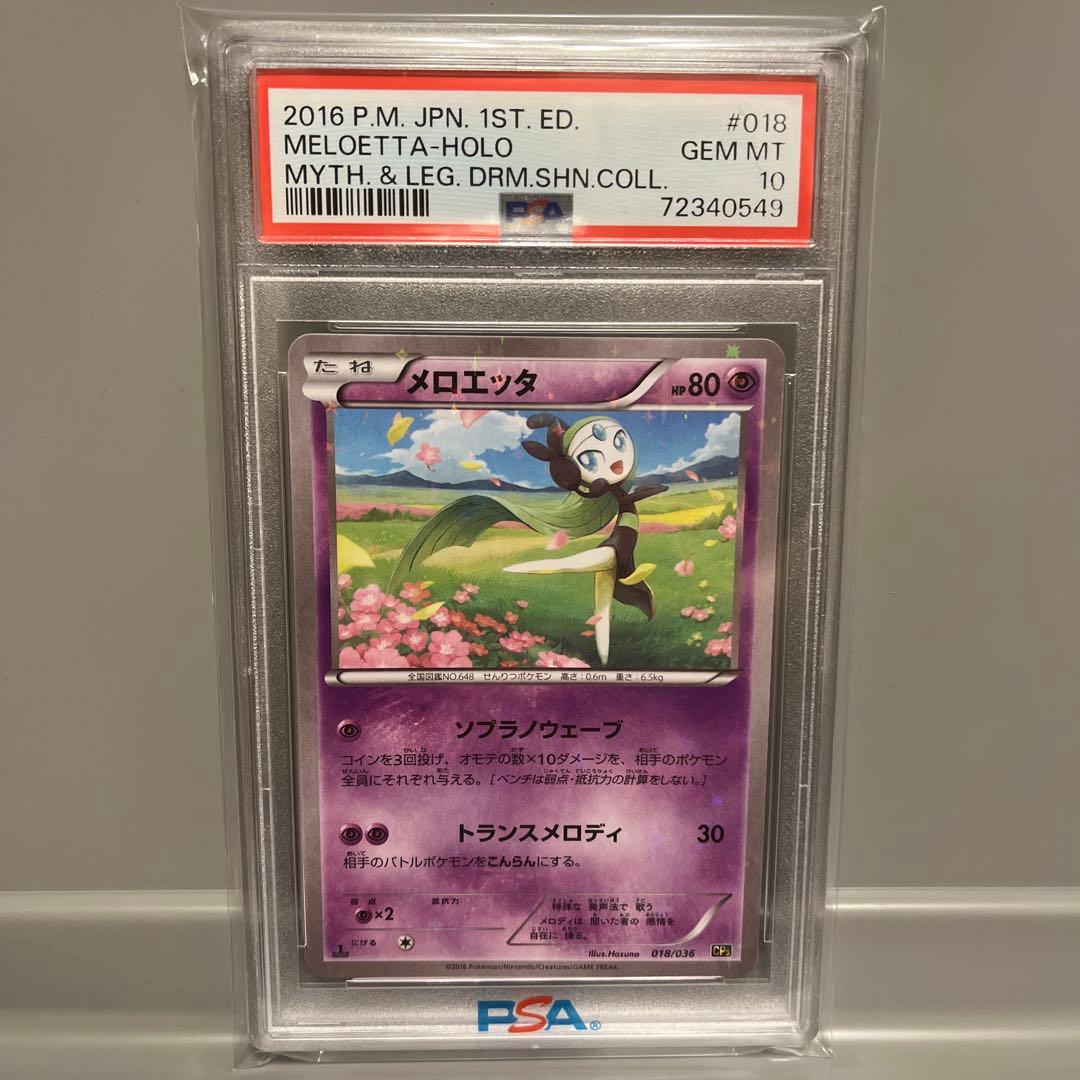 2016 P.M. JPN. 1ST. ED. #018
MELOETTA-HOLO GEM MT
MYTH. & LEG. DRM.SHN.COLL. 10
PSA 72340549
たね メロエッタ HP80
全国図鑑NO.648 せんりつポケモン 高さ:0.6m 重さ:6.5kg
ソプラノウェーブ
コインを3回投げ、オモテの数×10ダメージを、相手のポケモン
全員にそれぞれ与える。[ベンチは弱点・抵抗力の計算をしない。]
トランスメロディ 30
相手のバトルポケモンをこんらんにする。
弱点 抵抗力
×2
にげる
特殊な 発声法で 歌う
メロディは 聞いた者の 感情を
自在に 操る。
1
Illus.Hasuno 018/036 CP5
©2016 Pokémon/Nintendo/Creatures/GAME FREAK.
PSA®